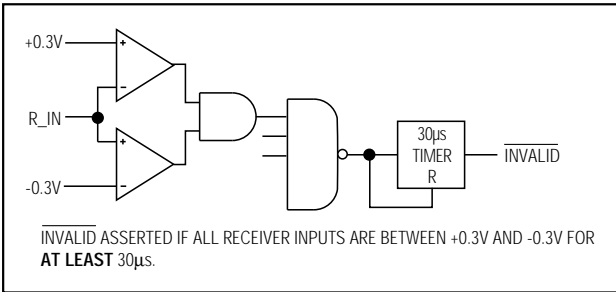 +0.3V
+
-
R_IN
+
-0.3V
-
30µs
TIMER
R
INVALID
INVALID ASSERTED IF ALL RECEIVER INPUTS ARE BETWEEN +0.3V AND -0.3V FOR
AT LEAST 30µs.